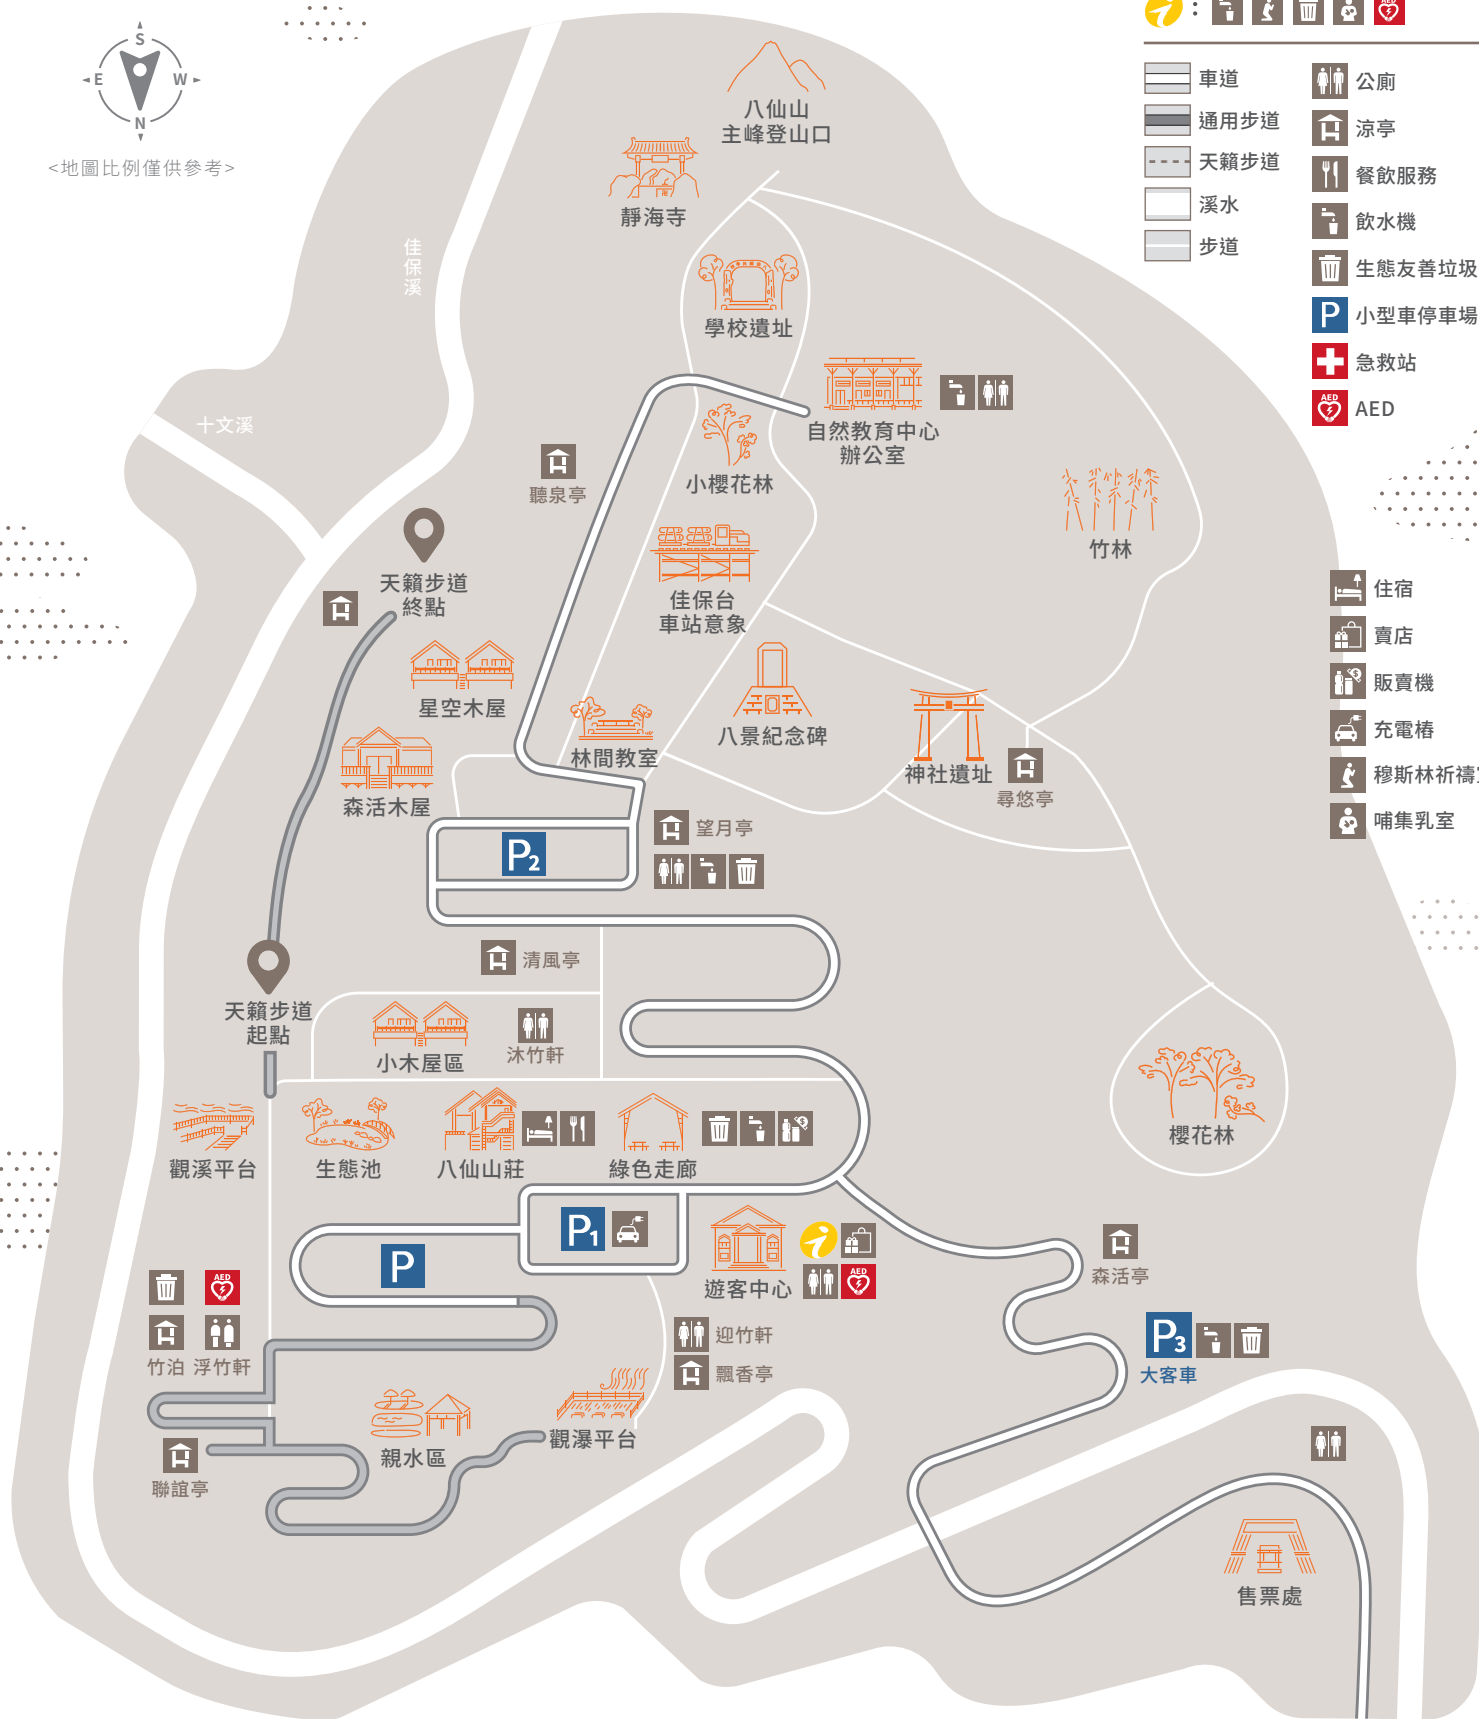 S
E
W
N
<地圖比例僅供參考>
:
AED
車道
通用步道
天籟步道
溪水
步道
公廁
涼亭
餐飲服務
飲水機
生態友善垃圾
P
小型車停車場
急救站
AED
AED
住宿
賣店
販賣機
充電樁
穆斯林祈禱
哺集乳室
八仙山
主峰登山口
靜海寺
佳保溪
學校遺址
十文溪
自然教育中心
辦公室
小櫻花林
聽泉亭
竹林
天籟步道
終點
佳保台
車站意象
星空木屋
八景紀念碑
林間教室
神社遺址
尋悠亭
森活木屋
望月亭
P2
清風亭
天籟步道
起點
小木屋區
沐竹軒
櫻花林
觀溪平台
生態池
八仙山莊
綠色走廊
P1
P
遊客中心
AED
森活亭
AED
竹泊
浮竹軒
迎竹軒
飄香亭
P3
大客車
觀瀑平台
親水區
聯誼亭
售票處